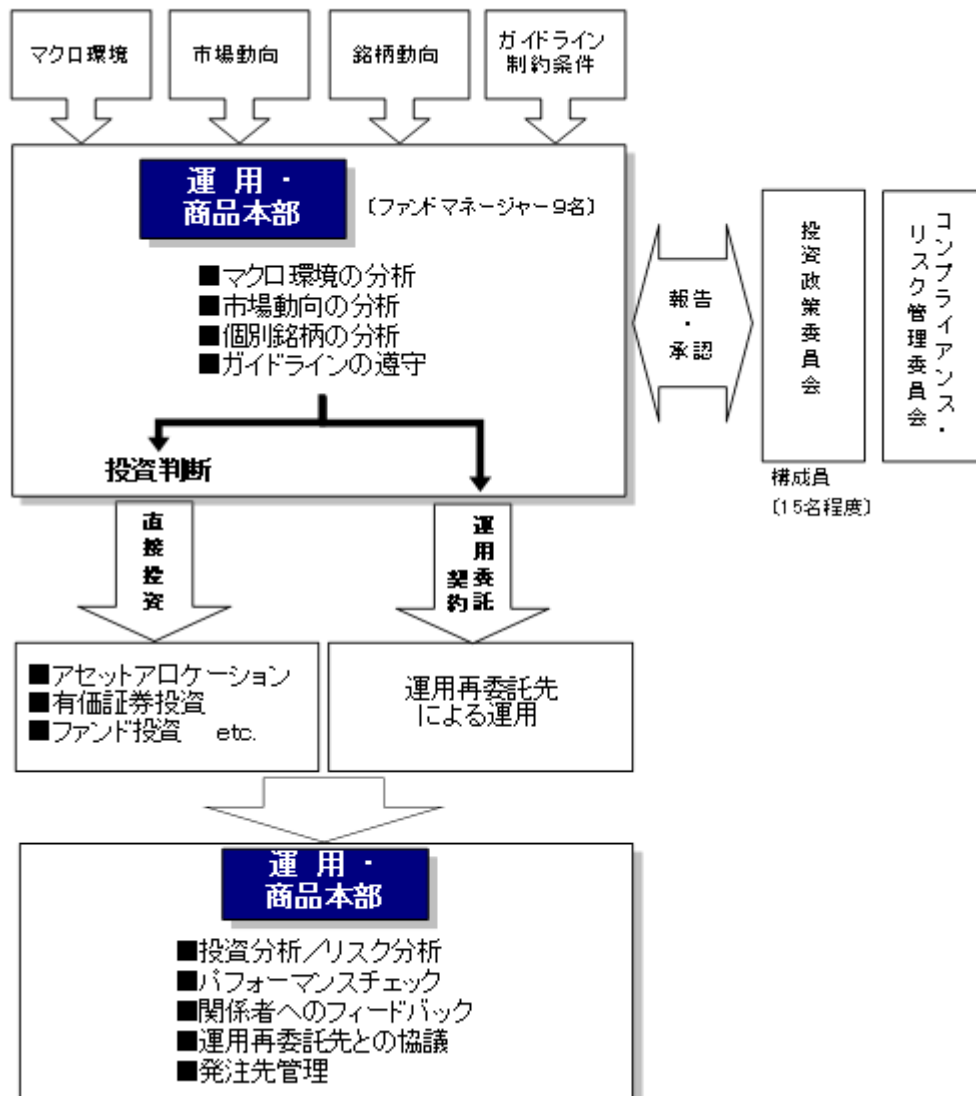 マクロ環境
市場動向
銘柄動向
ガイドライン
制約条件
運 用 ・
商品本部
〔ファンドマネージャー9名〕
■マクロ環境の分析
■市場動向の分析
■個別銘柄の分析
■ガイドラインの遵守
投資判断
報告
・
承認
投資政策委員会
コンプライアンス・
リスク管理委員会
構成員
〔15名程度〕
直接投資
運用委託
契約
■アセットアロケーション
■有価証券投資
■ファンド投資 etc.
運用再委託先
による運用
運 用 ・
商品本部
■投資分析/リスク分析
■パフォーマンスチェック
■関係者へのフィードバック
■運用再委託先との協議
■発注先管理